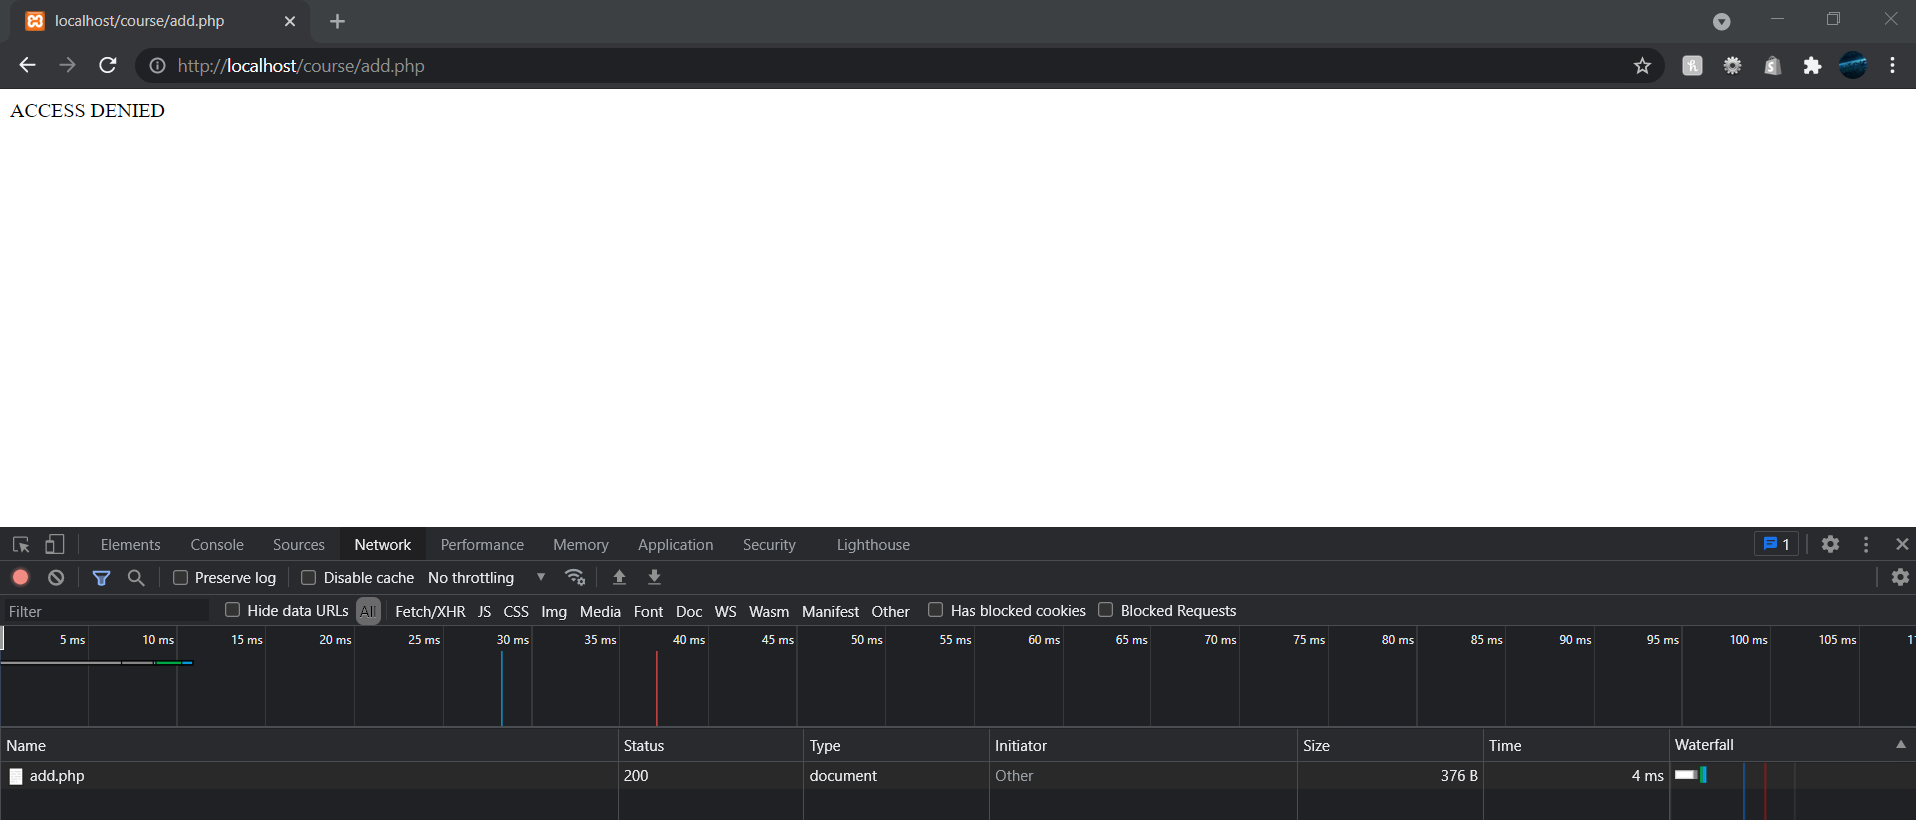 localhost/course/add.php
http://localhost/course/add.php
ACCESS DENIED
Elements Console Sources Network Performance Memory Application Security Lighthouse 1
Preserve log Disable cache No throttling
Filter Hide data URLs All Fetch/XHR JS CSS Img Media Font Doc WS Wasm Manifest Other Has blocked cookies Blocked Requests
5 ms 10 ms 15 ms 20 ms 25 ms 30 ms 35 ms 40 ms 45 ms 50 ms 55 ms 60 ms 65 ms 70 ms 75 ms 80 ms 85 ms 90 ms 95 ms 100 ms 105 ms
Name Status Type Initiator Size Time Waterfall
add.php 200 document Other 376 B 4 ms